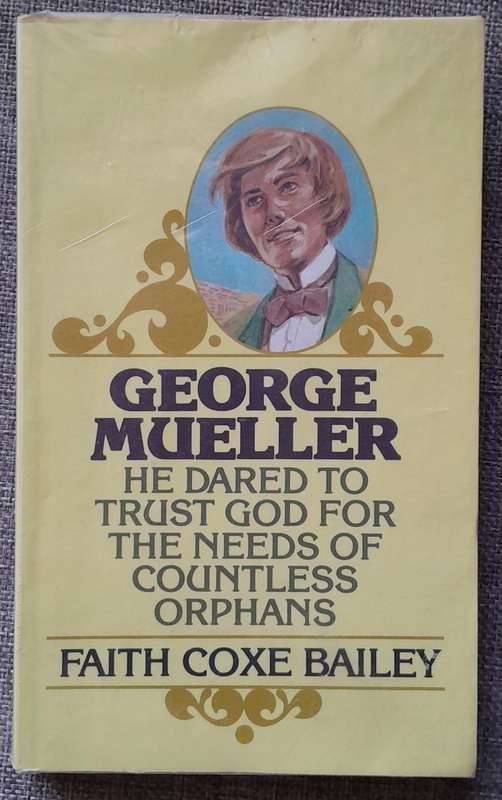 GEORGE
MUELLER
HE DARED TO
TRUST GOD FOR
THE NEEDS OF
COUNTLESS
ORPHANS
FAITH COXE BAILEY